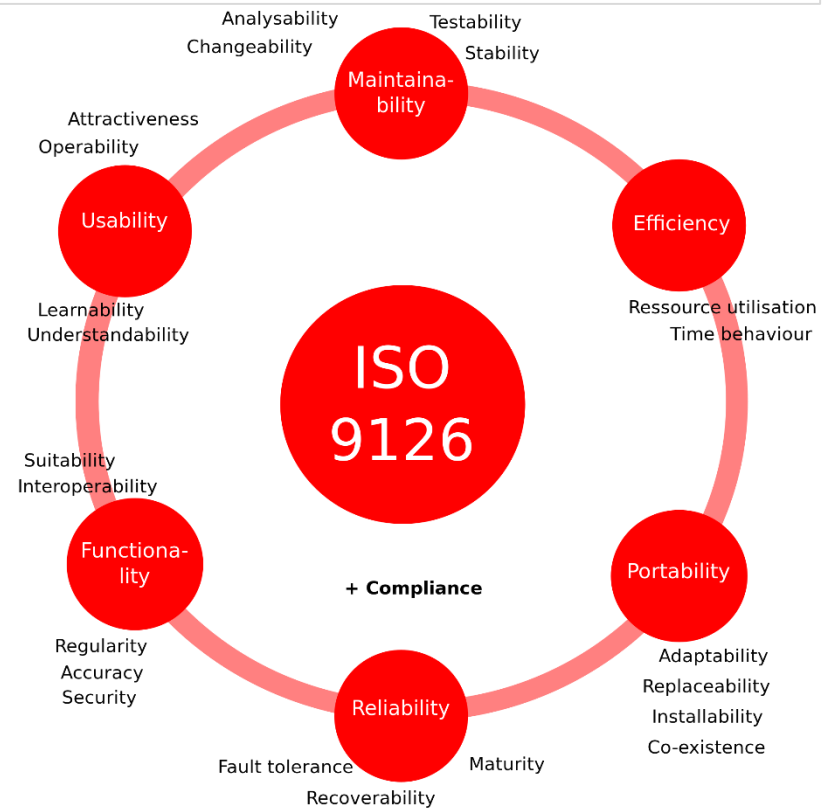 Analysability
Testability
Changeability
Stability
Maintaina-
bility
Attractiveness
Operability
Usability
Efficiency
Learnability
Understandability
Ressource utilisation
Time behaviour
ISO
9126
Suitability
Interoperability
Functiona-
lity
Portability
+ Compliance
Regularity
Accuracy
Security
Adaptability
Replaceability
Installability
Co-existence
Reliability
Fault tolerance
Maturity
Recoverability